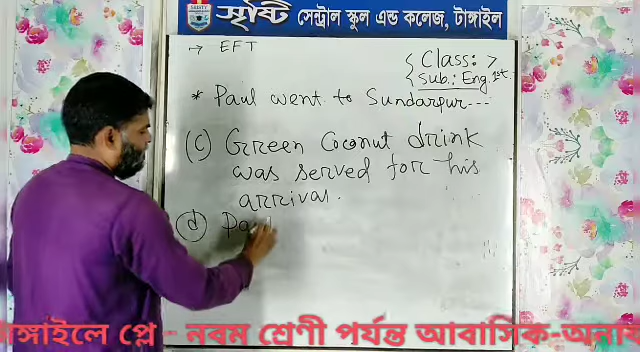 SRISTY
সৃষ্টি সেন্ট্রাল স্কুল এন্ড কলেজ, টাঙ্গাইল
→ EFT
Class: 7
Sub.: Eng. 1st.
* Paul went to Sundarpur---
(c) Green Coconut drink
was served for his
arrival.
(d) Pa
ঙ্গাইলে প্লে - নবম শ্রেণী পর্যন্ত আবাসিক-অনাব